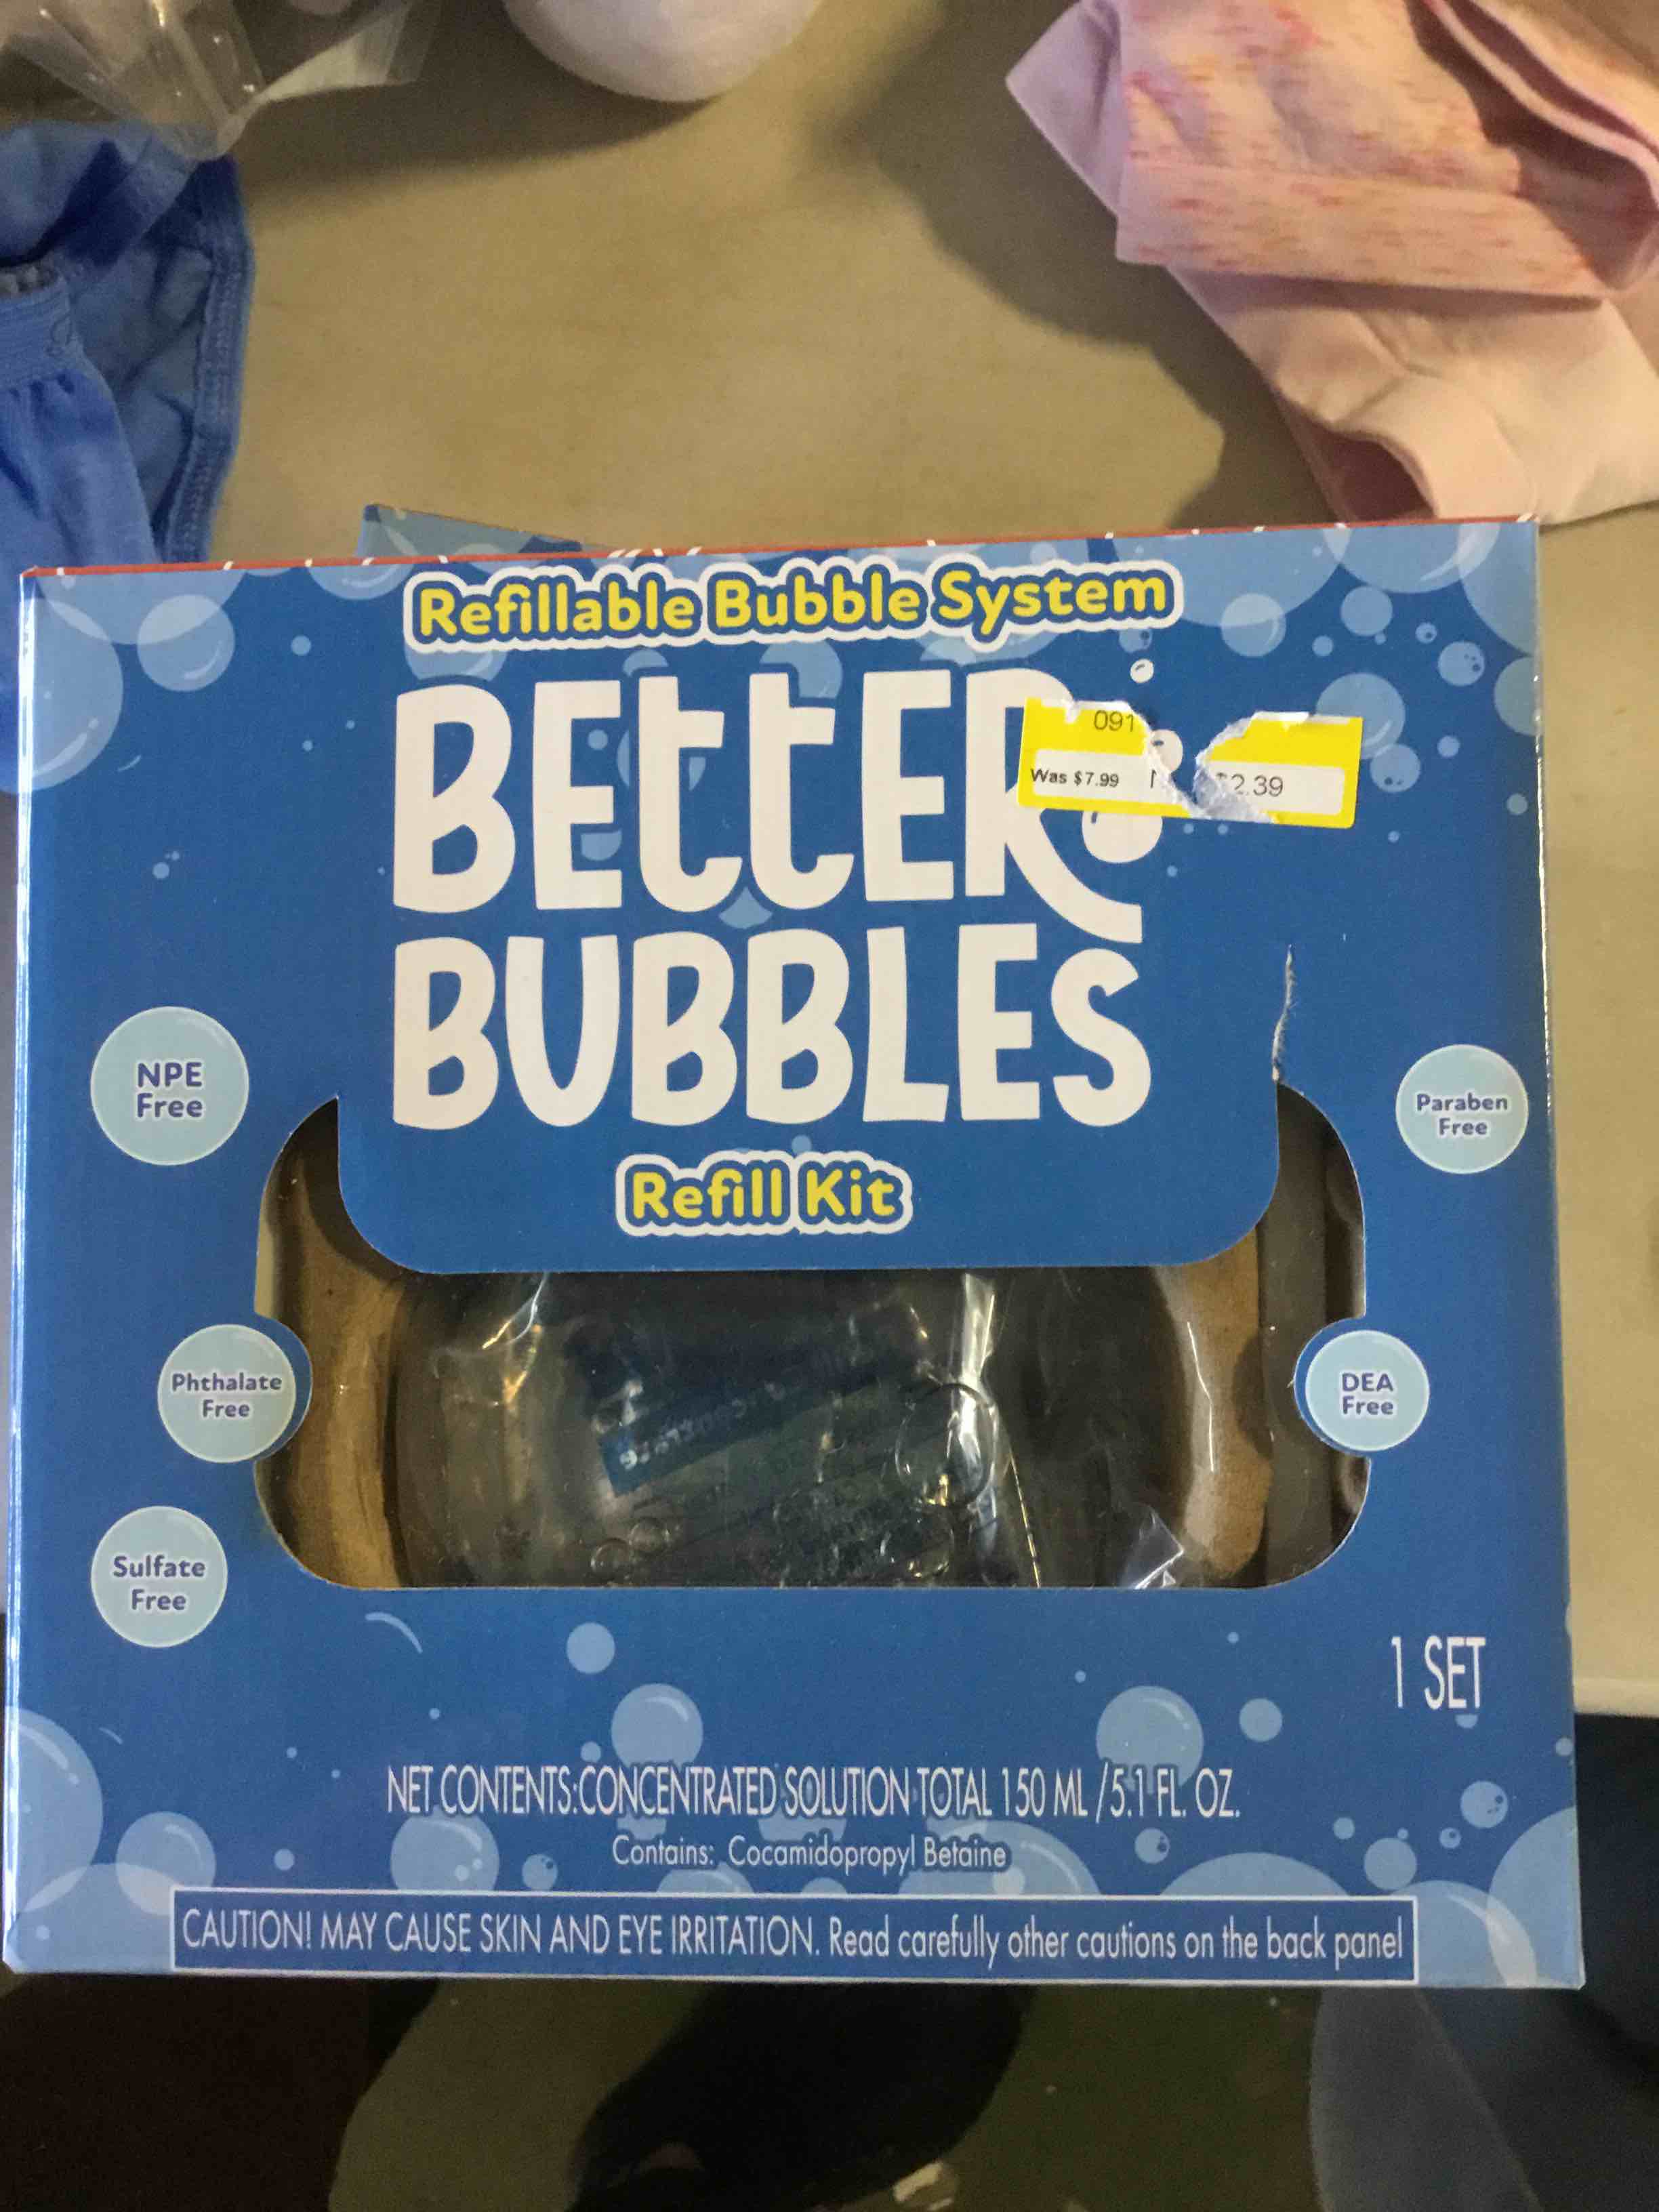 Refillable Bubble System
BEttER
BUBBLES
091
Was $7.99
2.39
Refill Kit
NPE
Free
Paraben
Free
Phthalate
Free
DEA
Free
Sulfate
Free
1 SET
NET CONTENTS:CONCENTRATED SOLUTION TOTAL 150 ML /5.1 FL. OZ.
Contains: Cocamidopropyl Betaine
CAUTION! MAY CAUSE SKIN AND EYE IRRITATION. Read carefully other cautions on the back panel